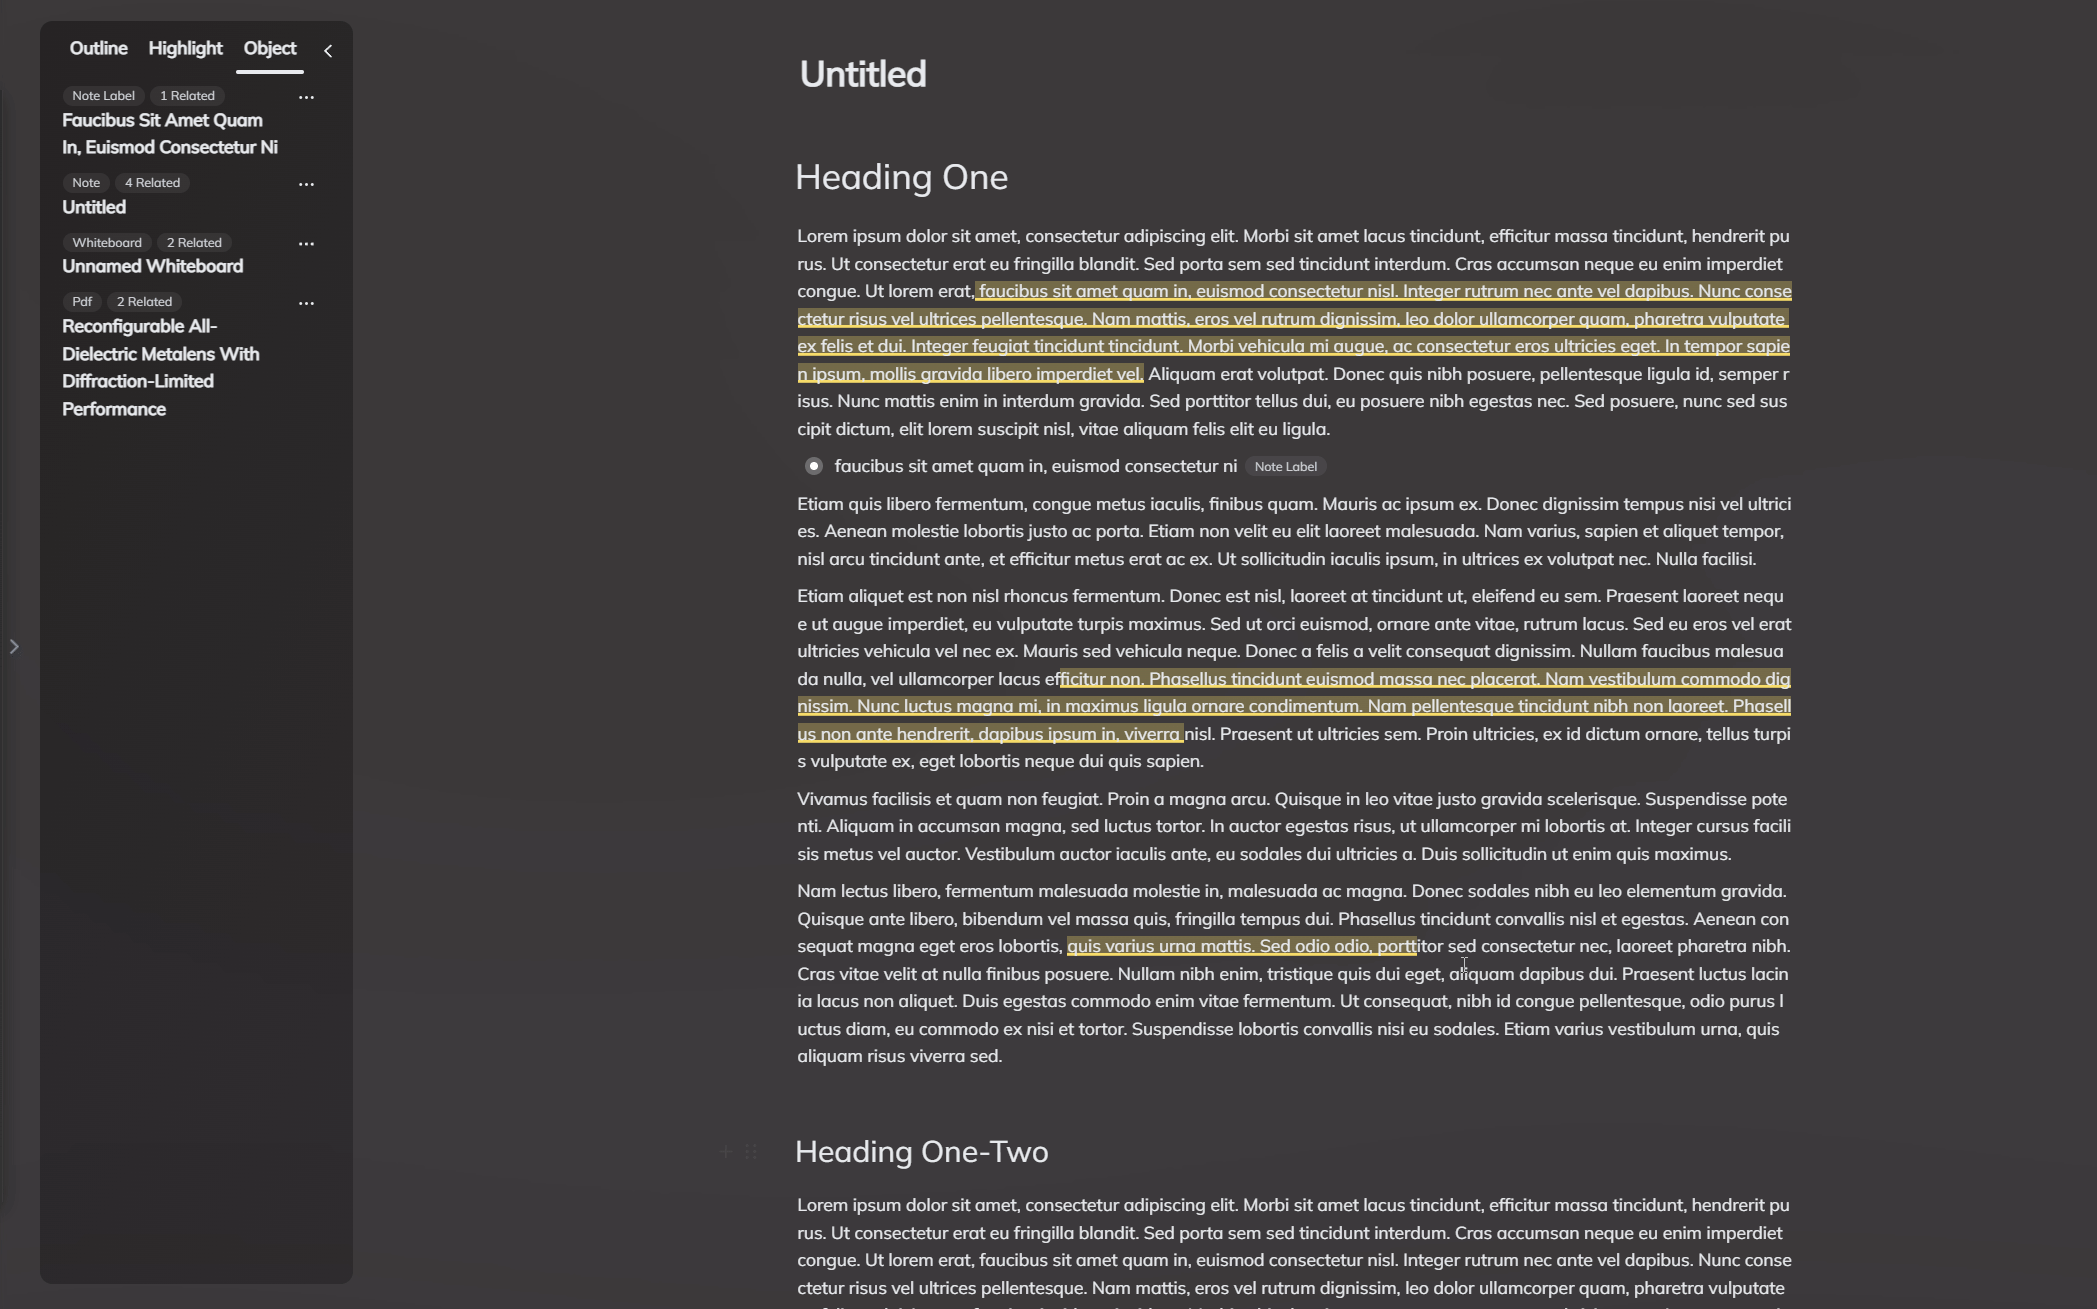 Outline Highlight Object
Note Label 1 Related
Faucibus Sit Amet Quam
In, Euismod Consectetur Ni
Note 4 Related
Untitled
Whiteboard 2 Related
Unnamed Whiteboard
Pdf 2 Related
Reconfigurable All-
Dielectric Metalens With
Diffraction-Limited
Performance
Untitled
Heading One
Lorem ipsum dolor sit amet, consectetur adipiscing elit. Morbi sit amet lacus tincidunt, efficitur massa tincidunt, hendrerit pu
rus. Ut consectetur erat eu fringilla blandit. Sed porta sem sed tincidunt interdum. Cras accumsan neque eu enim imperdiet
congue. Ut lorem erat, faucibus sit amet quam in, euismod consectetur nisl. Integer rutrum nec ante vel dapibus. Nunc conse
ctetur risus vel ultrices pellentesque. Nam mattis, eros vel rutrum dignissim, leo dolor ullamcorper quam, pharetra vulputate
ex felis et dui. Integer feugiat tincidunt tincidunt. Morbi vehicula mi augue, ac consectetur eros ultricies eget. In tempor sapie
n ipsum, mollis gravida libero imperdiet vel. Aliquam erat volutpat. Donec quis nibh posuere, pellentesque ligula id, semper r
isus. Nunc mattis enim in interdum gravida. Sed porttitor tellus dui, eu posuere nibh egestas nec. Sed posuere, nunc sed sus
cipit dictum, elit lorem suscipit nisl, vitae aliquam felis elit eu ligula.
faucibus sit amet quam in, euismod consectetur ni Note Label
Etiam quis libero fermentum, congue metus iaculis, finibus quam. Mauris ac ipsum ex. Donec dignissim tempus nisi vel ultrici
es. Aenean molestie lobortis justo ac porta. Etiam non velit eu elit laoreet malesuada. Nam varius, sapien et aliquet tempor,
nisl arcu tincidunt ante, et efficitur metus erat ac ex. Ut sollicitudin iaculis ipsum, in ultrices ex volutpat nec. Nulla facilisi.
Etiam aliquet est non nisl rhoncus fermentum. Donec est nisl, laoreet at tincidunt ut, eleifend eu sem. Praesent laoreet nequ
e ut augue imperdiet, eu vulputate turpis maximus. Sed ut orci euismod, ornare ante vitae, rutrum lacus. Sed eu eros vel erat
ultricies vehicula vel nec ex. Mauris sed vehicula neque. Donec a felis a velit consequat dignissim. Nullam faucibus malesua
da nulla, vel ullamcorper lacus efficitur non. Phasellus tincidunt euismod massa nec placerat. Nam vestibulum commodo dig
nissim. Nunc luctus magna mi, in maximus ligula ornare condimentum. Nam pellentesque tincidunt nibh non laoreet. Phasell
us non ante hendrerit, dapibus ipsum in, viverra nisl. Praesent ut ultricies sem. Proin ultricies, ex id dictum ornare, tellus turpi
s vulputate ex, eget lobortis neque dui quis sapien.
Vivamus facilisis et quam non feugiat. Proin a magna arcu. Quisque in leo vitae justo gravida scelerisque. Suspendisse pote
nti. Aliquam in accumsan magna, sed luctus tortor. In auctor egestas risus, ut ullamcorper mi lobortis at. Integer cursus facili
sis metus vel auctor. Vestibulum auctor iaculis ante, eu sodales dui ultricies a. Duis sollicitudin ut enim quis maximus.
Nam lectus libero, fermentum malesuada molestie in, malesuada ac magna. Donec sodales nibh eu leo elementum gravida.
Quisque ante libero, bibendum vel massa quis, fringilla tempus dui. Phasellus tincidunt convallis nisl et egestas. Aenean con
sequat magna eget eros lobortis, quis varius urna mattis. Sed odio odio, porttitor sed consectetur nec, laoreet pharetra nibh.
Cras vitae velit at nulla finibus posuere. Nullam nibh enim, tristique quis dui eget, aliquam dapibus dui. Praesent luctus lacin
ia lacus non aliquet. Duis egestas commodo enim vitae fermentum. Ut consequat, nibh id congue pellentesque, odio purus l
uctus diam, eu commodo ex nisi et tortor. Suspendisse lobortis convallis nisi eu sodales. Etiam varius vestibulum urna, quis
aliquam risus viverra sed.
Heading One-Two
Lorem ipsum dolor sit amet, consectetur adipiscing elit. Morbi sit amet lacus tincidunt, efficitur massa tincidunt, hendrerit pu
rus. Ut consectetur erat eu fringilla blandit. Sed porta sem sed tincidunt interdum. Cras accumsan neque eu enim imperdiet
congue. Ut lorem erat, faucibus sit amet quam in, euismod consectetur nisl. Integer rutrum nec ante vel dapibus. Nunc conse
ctetur risus vel ultrices pellentesque. Nam mattis, eros vel rutrum dignissim, leo dolor ullamcorper quam, pharetra vulputate